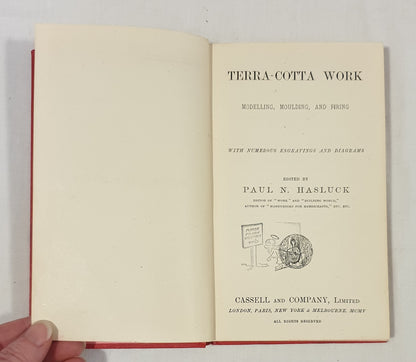 TERRA-COTTA WORK
MODELLING, MOULDING, AND FIRING
WITH NUMEROUS ENGRAVINGS AND DIAGRAMS
EDITED BY
PAUL N. HASLUCK
EDITOR OF "WORK" AND "BUILDING WORLD,"
AUTHOR OF "HANDYBOOKS FOR HANDICRAFTS," ETC. ETC.
CASSELL AND COMPANY, LIMITED
LONDON, PARIS, NEW YORK & MELBOURNE. MCMV
ALL RIGHTS RESERVED